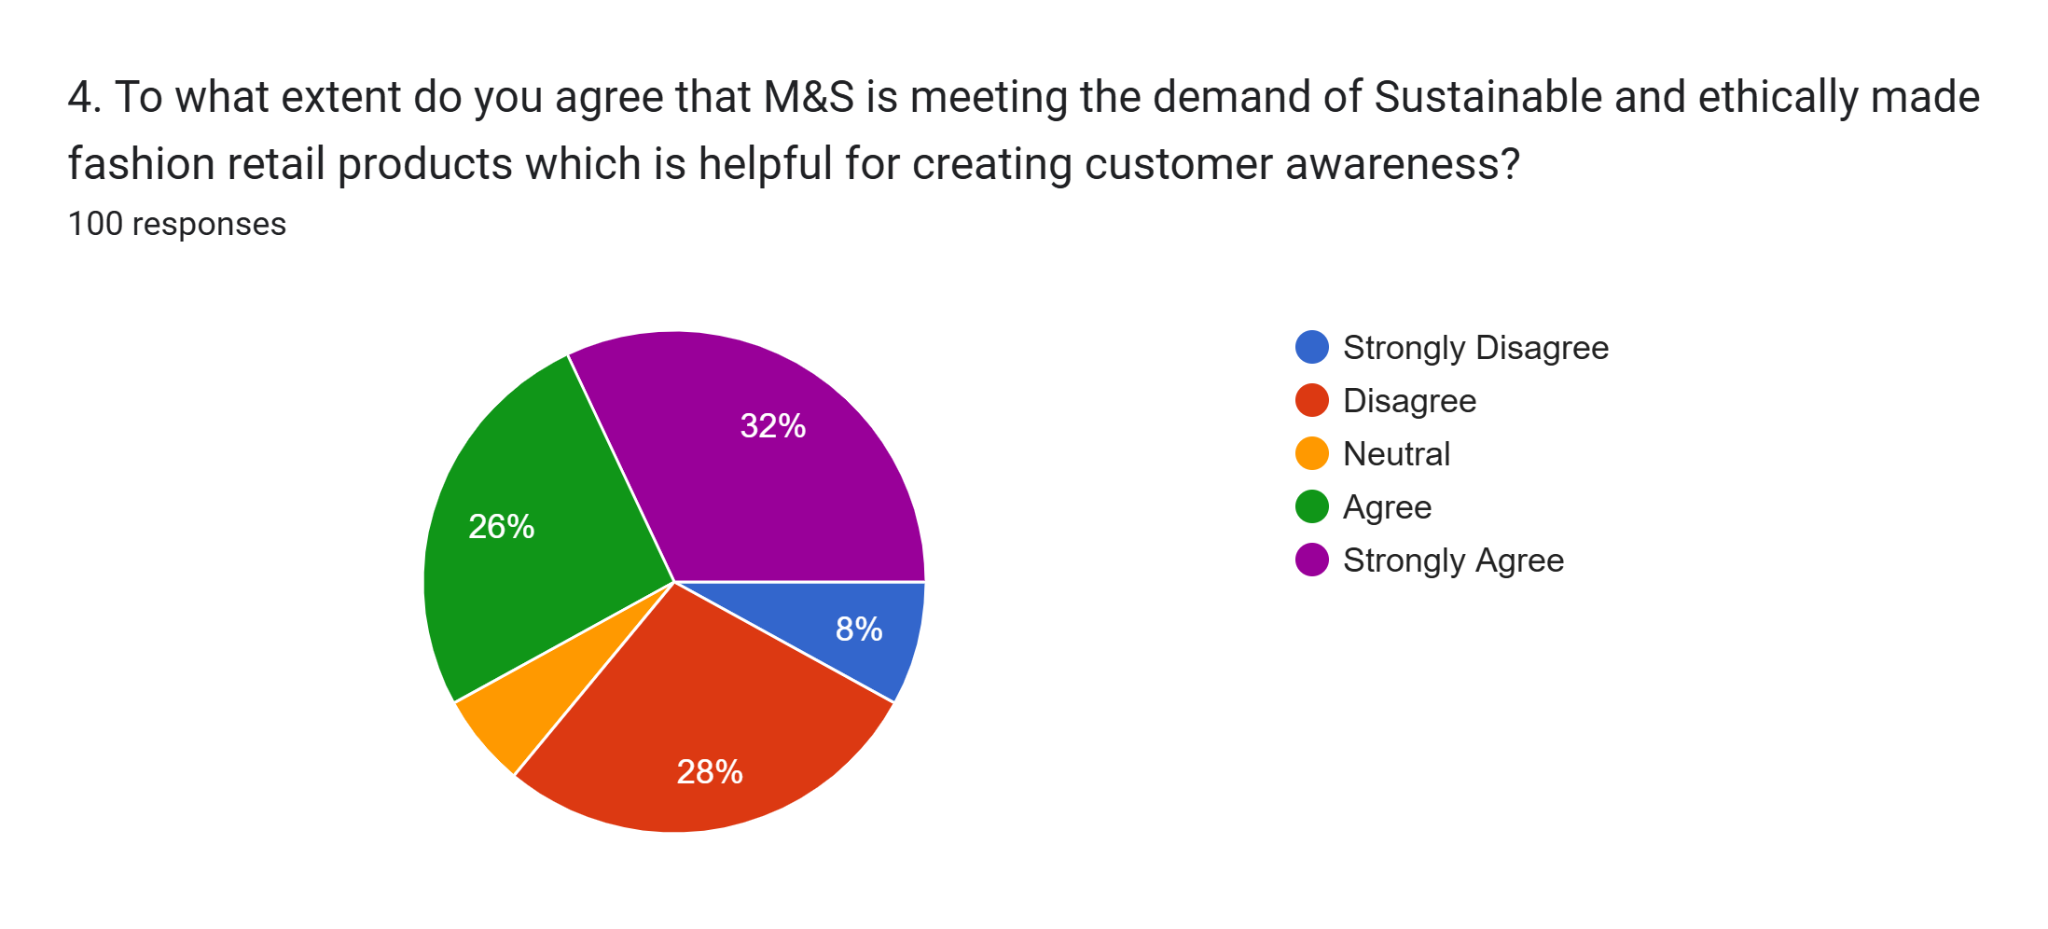 4. To what extent do you agree that M&S is meeting the demand of Sustainable and ethically made
fashion retail products which is helpful for creating customer awareness?
100 responses
32%
26%
8%
28%
Strongly Disagree
Disagree
Neutral
Agree
Strongly Agree